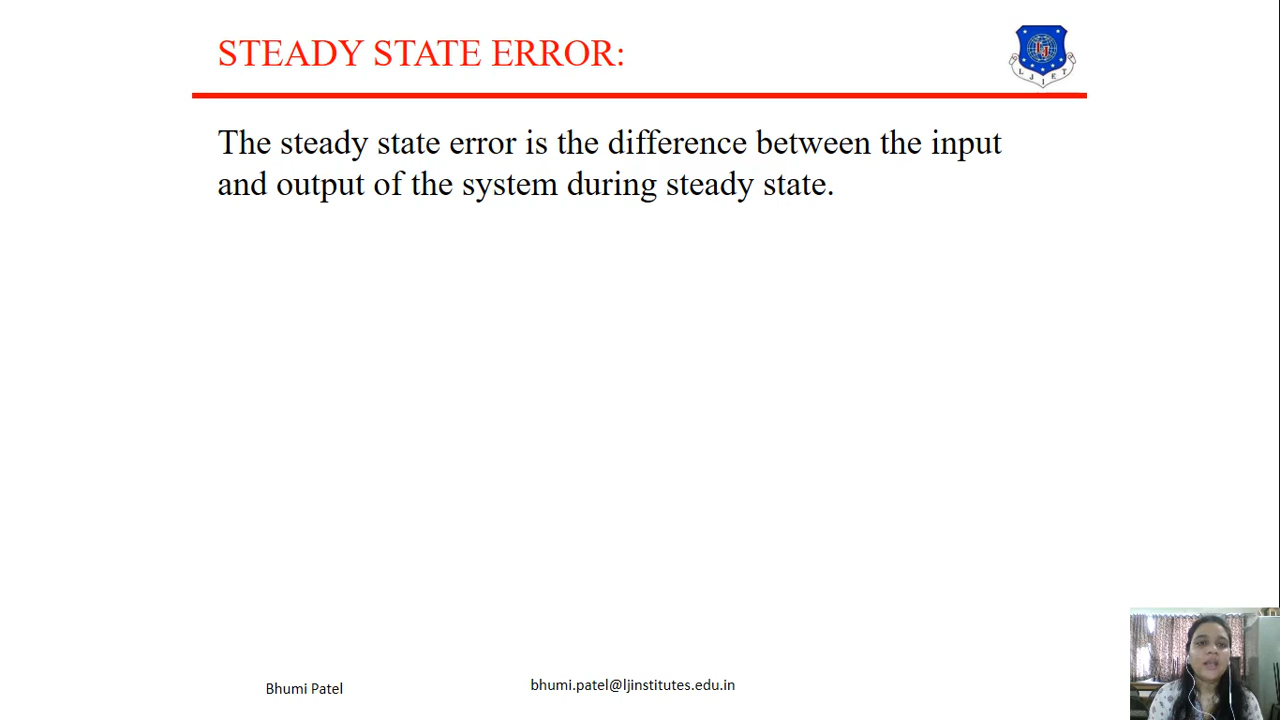 STEADY STATE ERROR:
LJIET
The steady state error is the difference between the input
and output of the system during steady state.
Bhumi Patel
bhumi.patel@ljinstitutes.edu.in